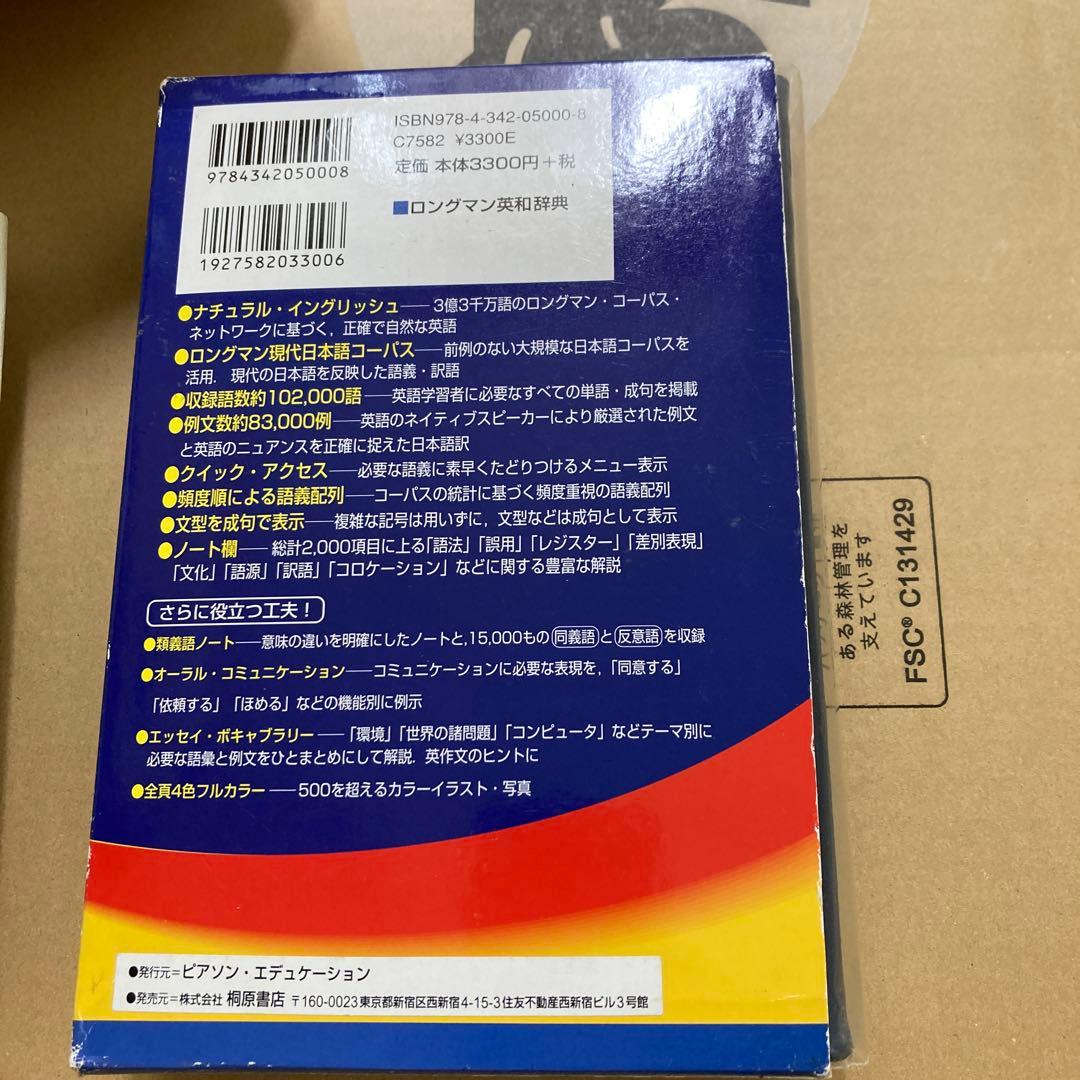 ISBN978-4-342-05000-8
C7582 ¥3300E
定価 本体3300円+税
9784342050008
■ロングマン英和辞典
1927582033006
●ナチュラル・イングリッシュ── 3億3千万語のロングマン・コーパス・
ネットワークに基づく，正確で自然な英語
●ロングマン現代日本語コーパス──前例のない大規模な日本語コーパスを
活用．現代の日本語を反映した語義・訳語
●収録語数約102,000語──英語学習者に必要なすべての単語・成句を掲載
●例文数約83,000例──英語のネイティブスピーカーにより厳選された例文
と英語のニュアンスを正確に捉えた日本語訳
●クイック・アクセス──必要な語義に素早くたどりつけるメニュー表示
●頻度順による語義配列──コーパスの統計に基づく頻度重視の語義配列
●文型を成句で表示──複雑な記号は用いずに，文型などは成句として表示
●ノート欄── 総計2,000項目に上る「語法」「誤用」「レジスター」「差別表現」
「文化」「語源」「訳語」「コロケーション」などに関する豊富な解説
さらに役立つ工夫！
●類義語ノート──意味の違いを明確にしたノートと,15,000もの同義語と反意語を収録
●オーラル・コミュニケーション──コミュニケーションに必要な表現を，「同意する」
「依頼する」「ほめる」などの機能別に例示
●エッセイ・ボキャブラリー──「環境」「世界の諸問題」「コンピュータ」などテーマ別に
必要な語彙と例文をひとまとめにして解説．英作文のヒントに
●全頁4色フルカラー──500を超えるカラーイラスト・写真
●発行元=ピアソン・エデュケーション
●発売元=株式会社 桐原書店 〒160-0023東京都新宿区西新宿4-15-3住友不動産西新宿ビル3号館
ある森林管理を
支えています
FSC® C131429